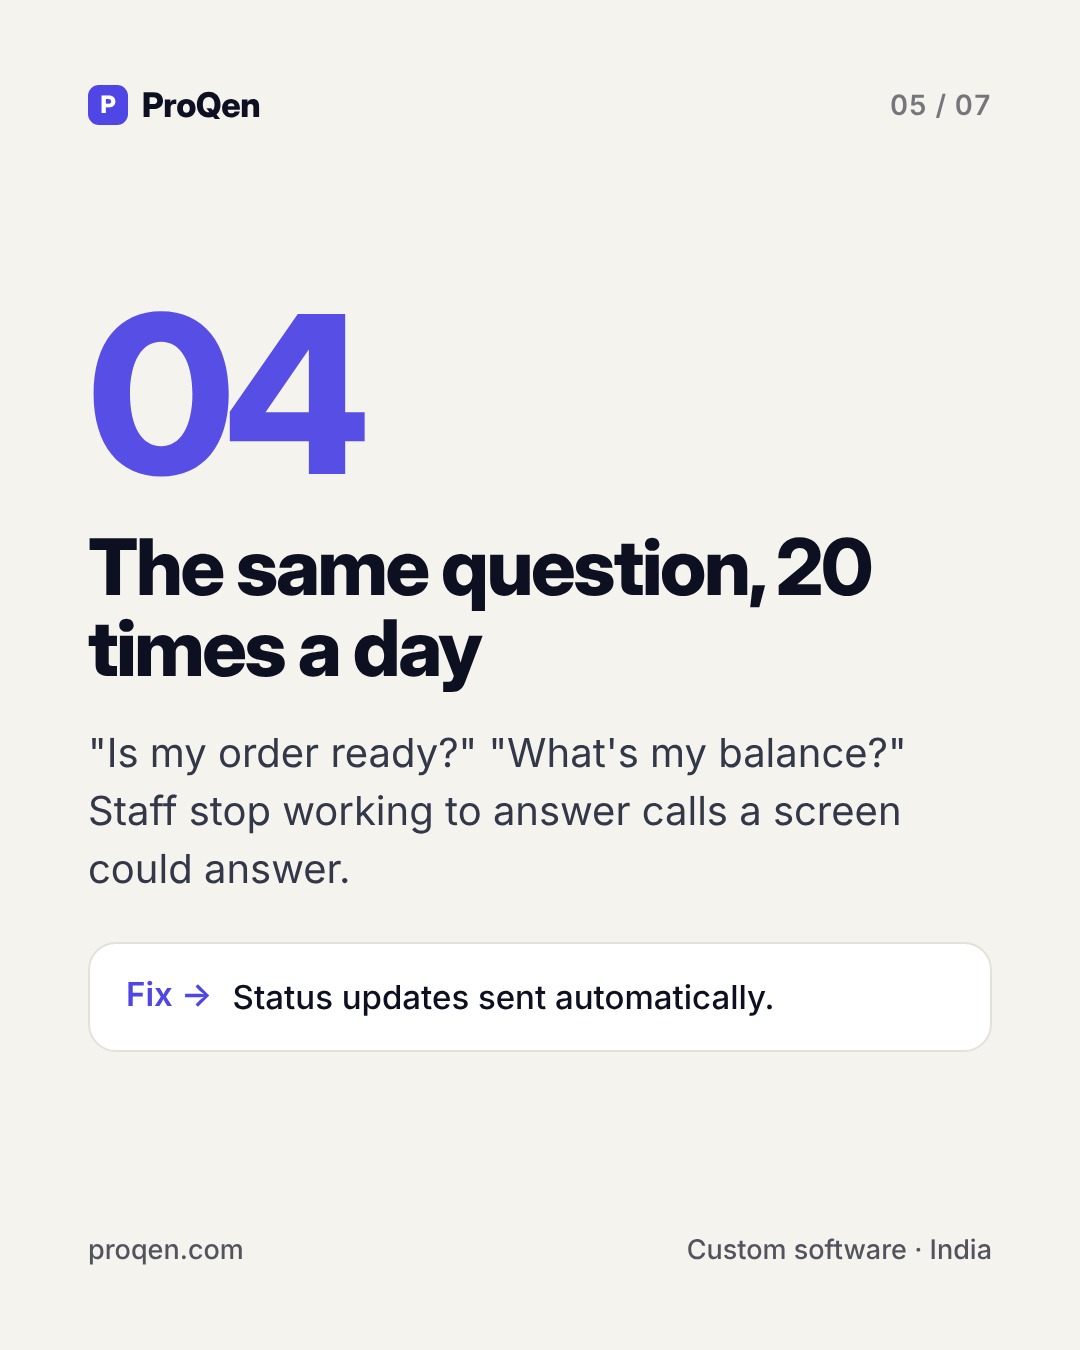 P ProQen
05 / 07
04
The same question, 20
times a day
"Is my order ready?" "What's my balance?"
Staff stop working to answer calls a screen
could answer.
Fix → Status updates sent automatically.
proqen.com
Custom software · India